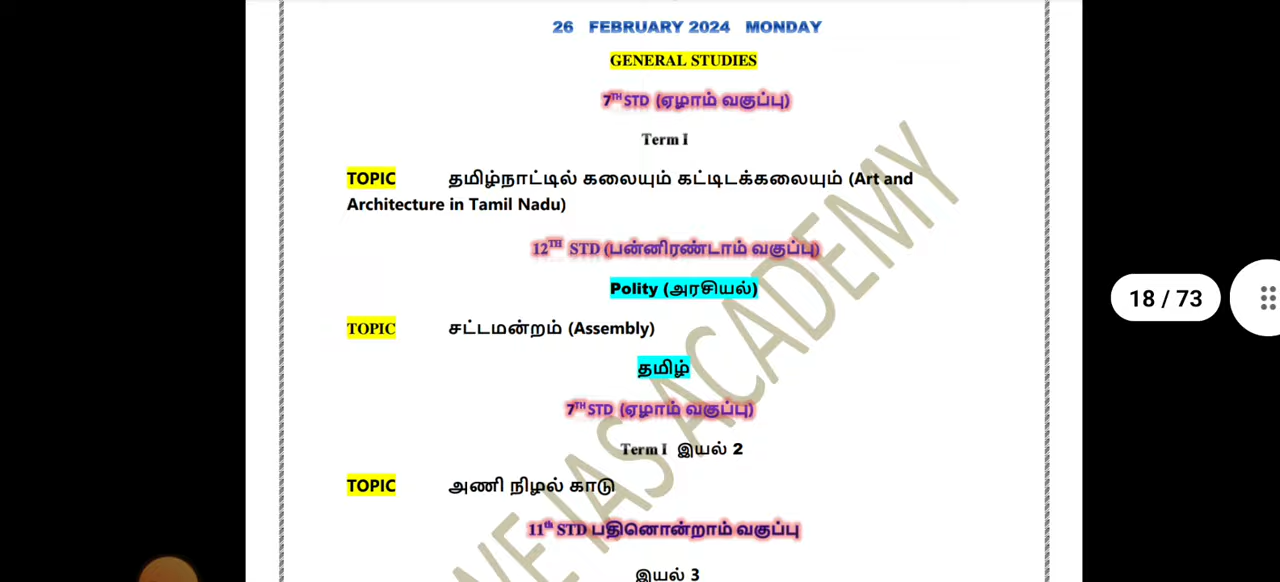 26 FEBRUARY 2024 MONDAY
GENERAL STUDIES
7TH STD (ஏழாம் வகுப்பு)
Term I
TOPIC தமிழ்நாட்டில் கலையும் கட்டிடக்கலையும் (Art and
Architecture in Tamil Nadu)
12TH STD (பன்னிரண்டாம் வகுப்பு)
Polity (அரசியல்)
TOPIC சட்டமன்றம் (Assembly)
தமிழ்
7TH STD (ஏழாம் வகுப்பு)
Term I இயல் 2
TOPIC அணி நிழல் காடு
11th STD பதினொன்றாம் வகுப்பு
இயல் 3
18 / 73
IAS ACADEMY